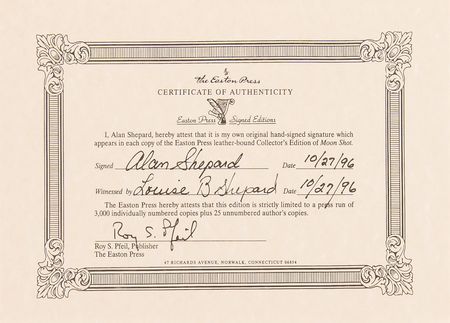 The Easton Press
CERTIFICATE OF AUTHENTICITY
Easton Press Signed Editions
I, Alan Shepard, hereby attest that it is my own original hand-signed signature which
appears in each copy of the Easton Press leather-bound Collector's Edition of Moon Shot.
Signed Alan Shepard Date 10/27/96
Witnessed by Louise B Shepard Date 10/27/96
The Easton Press hereby attests that this edition is strictly limited to a press run of
3,000 individually numbered copies plus 25 unnumbered author's copies.
Roy S. Pfeil
Roy S. Pfeil, Publisher
The Easton Press
47 RICHARDS AVENUE, NORWALK, CONNECTICUT 06854